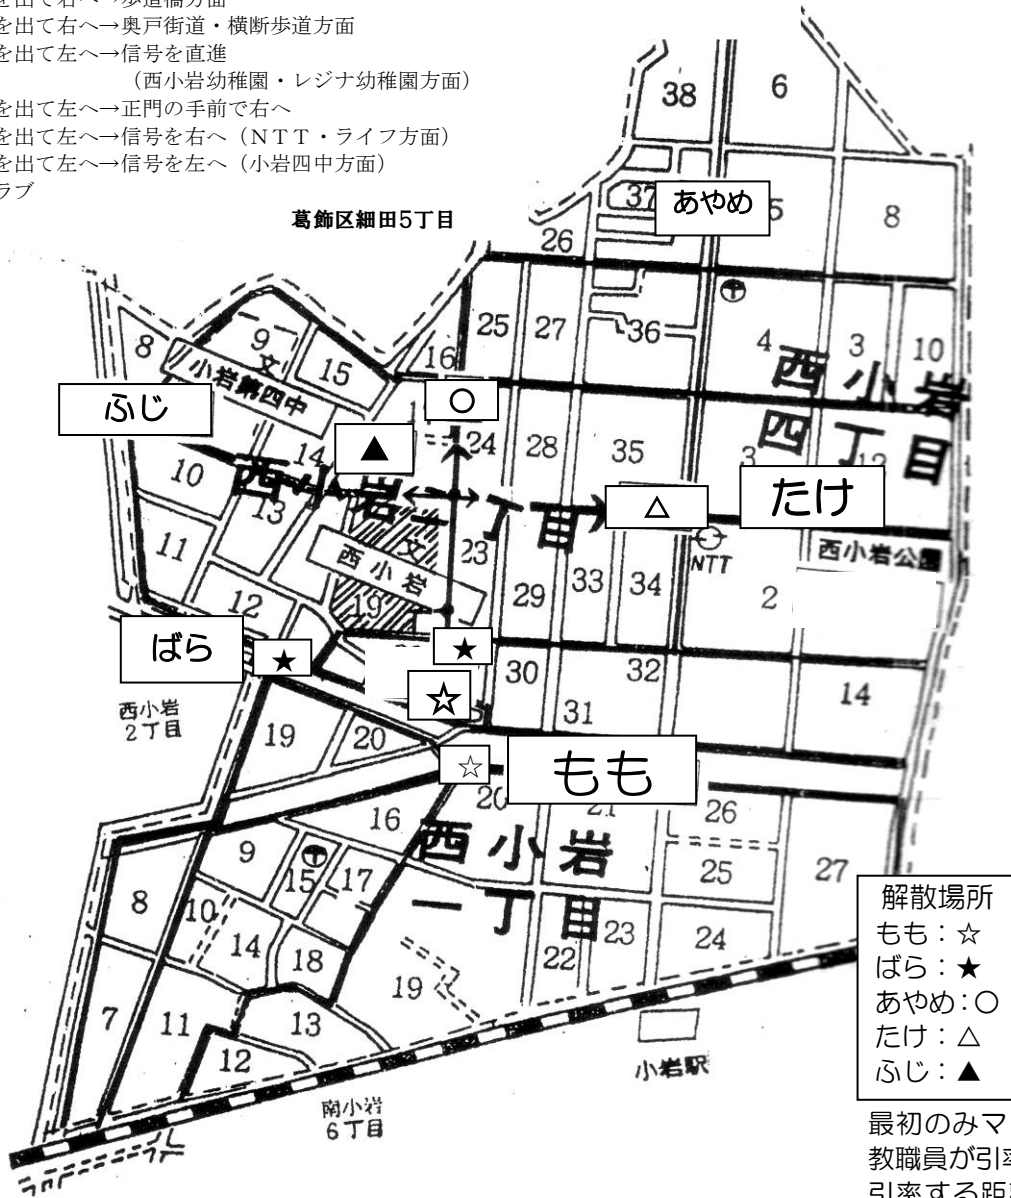 を出て右へ→歩道橋方面
を出て右へ→奥戸街道・横断歩道方面
を出て左へ→信号を直進
（西小岩幼稚園・レジナ幼稚園方面）
を出て左へ→正門の手前で右へ
を出て左へ→信号を右へ（ＮＴＴ・ライフ方面）
を出て左へ→信号を左へ（小岩四中方面）
ラブ
葛飾区細田5丁目
38
6
37
あやめ
5
8
26
25
27
36
4
3
10
西小岩
四丁目
8
9
文
15
16
小岩第四中
ふじ
○
▲
14
24
28
35
3
12
たけ
10
西小岩一丁目
13
△
11
文
西小岩
19
23
29
33
34
NTT
2
西小岩公園
12
ばら
★
★
☆
30
32
31
14
西小岩
2丁目
19
20
☆
もも
20
21
26
16
西小岩
一丁目
25
27
9
15
17
8
10
14
18
22
23
24
19
7
11
13
12
小岩駅
南小岩
6丁目
解散場所
もも：☆
ばら：★
あやめ：○
たけ：△
ふじ：▲
最初のみマ
教職員が引率
引率する距